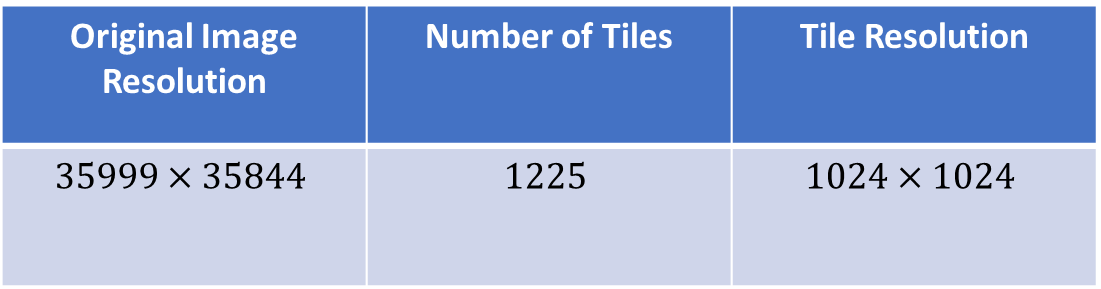 Original Image
Resolution
Number of Tiles
Tile Resolution
35999 × 35844
1225
1024 × 1024